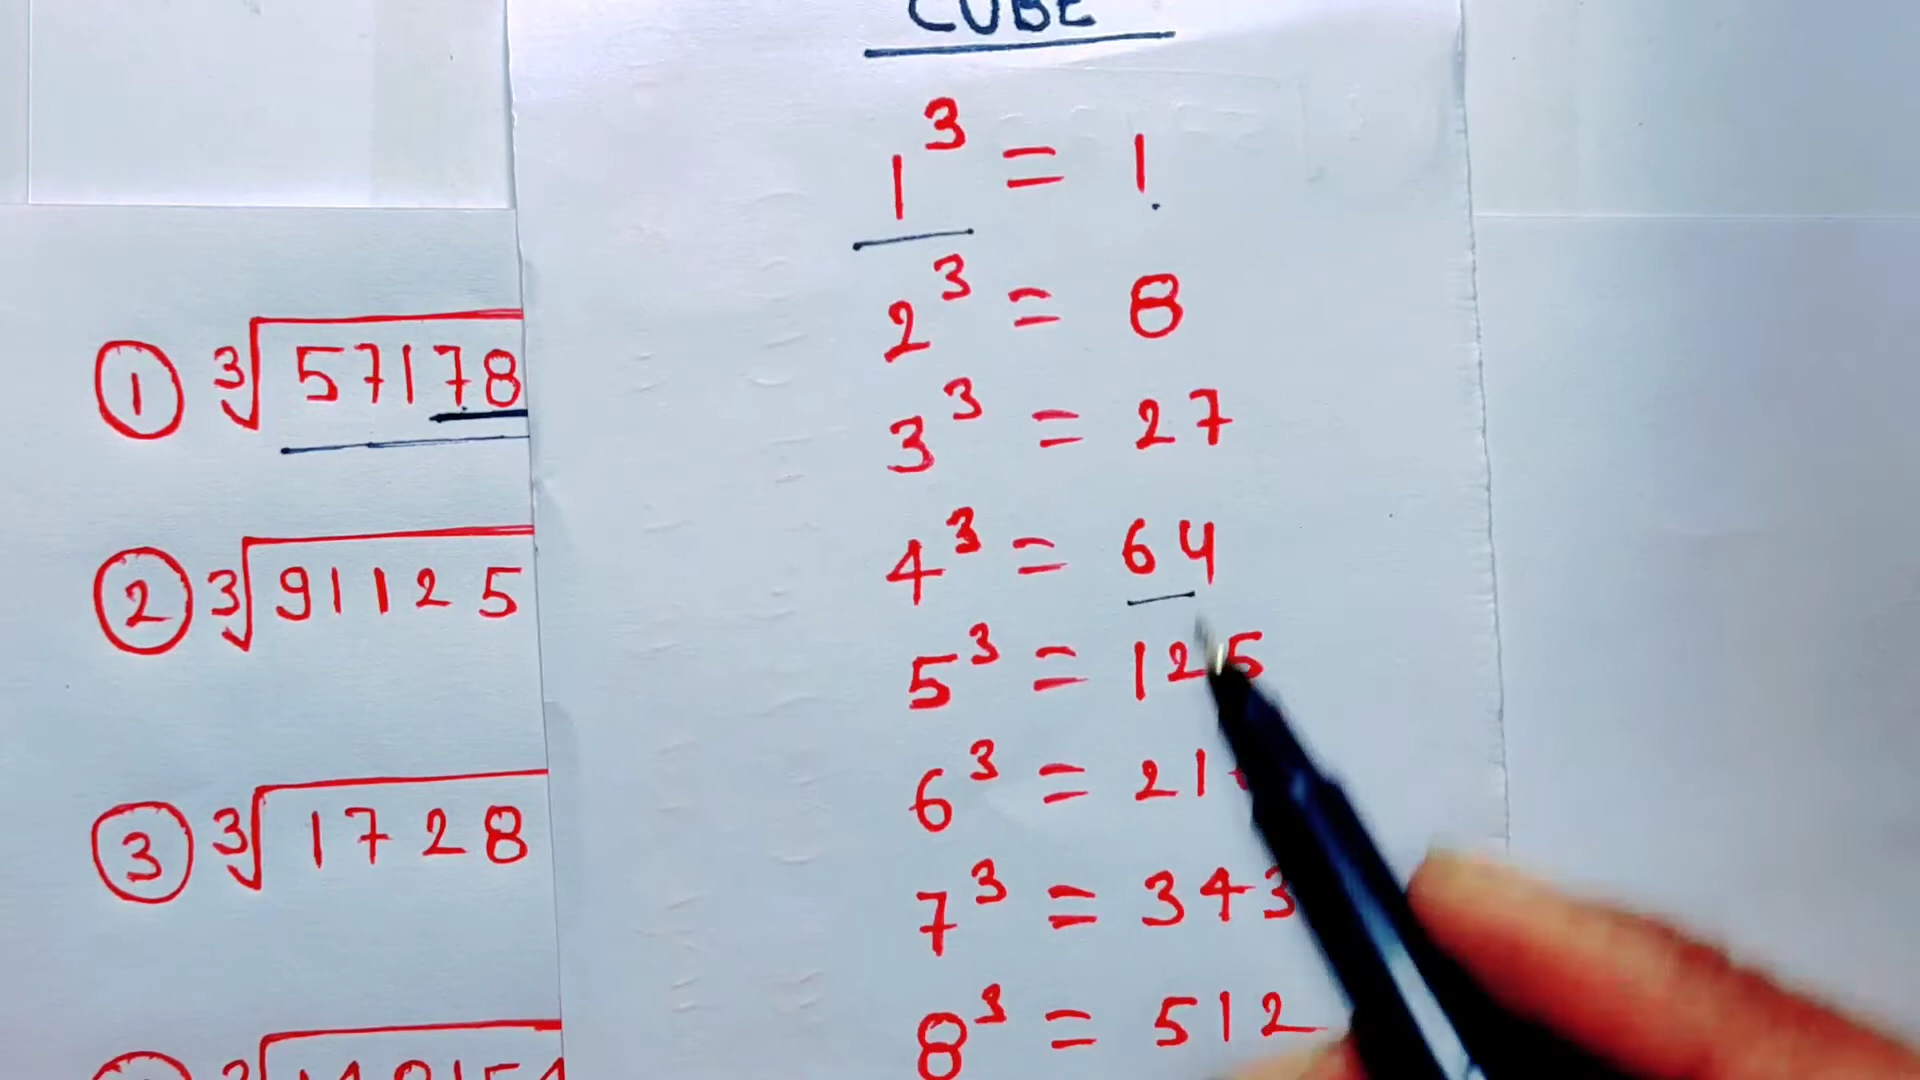 CUBE
1³ = 1
2³ = 8
3³ = 27
4³ = 64
5³ = 125
6³ = 21
7³ = 343
8³ = 512
① ∛57178
② ∛91125
③ ∛1728